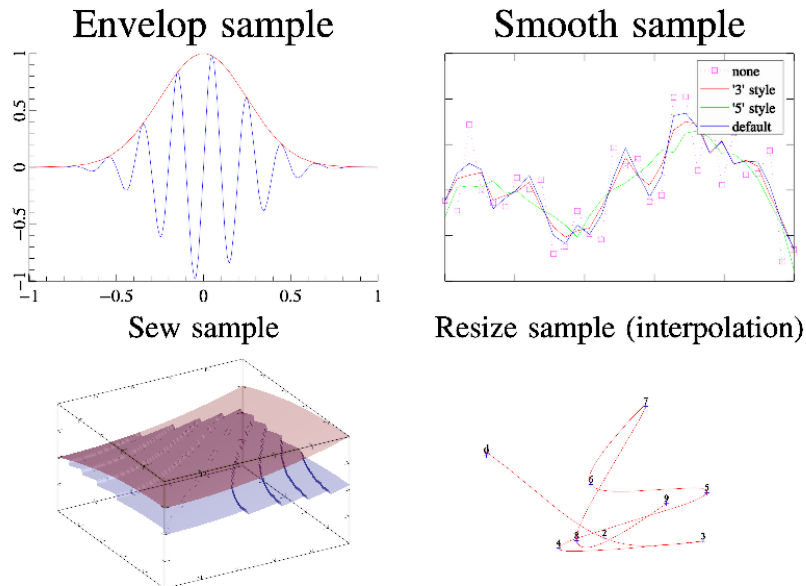 Envelop sample
1
0.5
0
−0.5
−1
−1
−0.5
0
0.5
1
Smooth sample
none
'3' style
'5' style
default
Sew sample
Resize sample (interpolation)
7
6
5
9
8
2
3
4